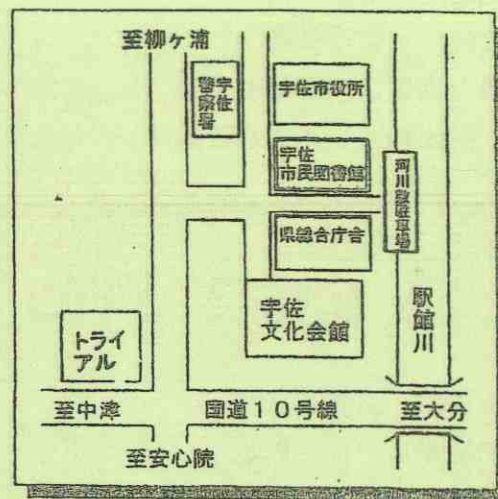 至柳ヶ浦
宇佐
警察署
宇佐市役所
宇佐
市民図書館
河川敷駐車場
県総合庁舎
宇佐
文化会館
駅館川
トライ
アル
至中津
国道10号線
至大分
至安心院